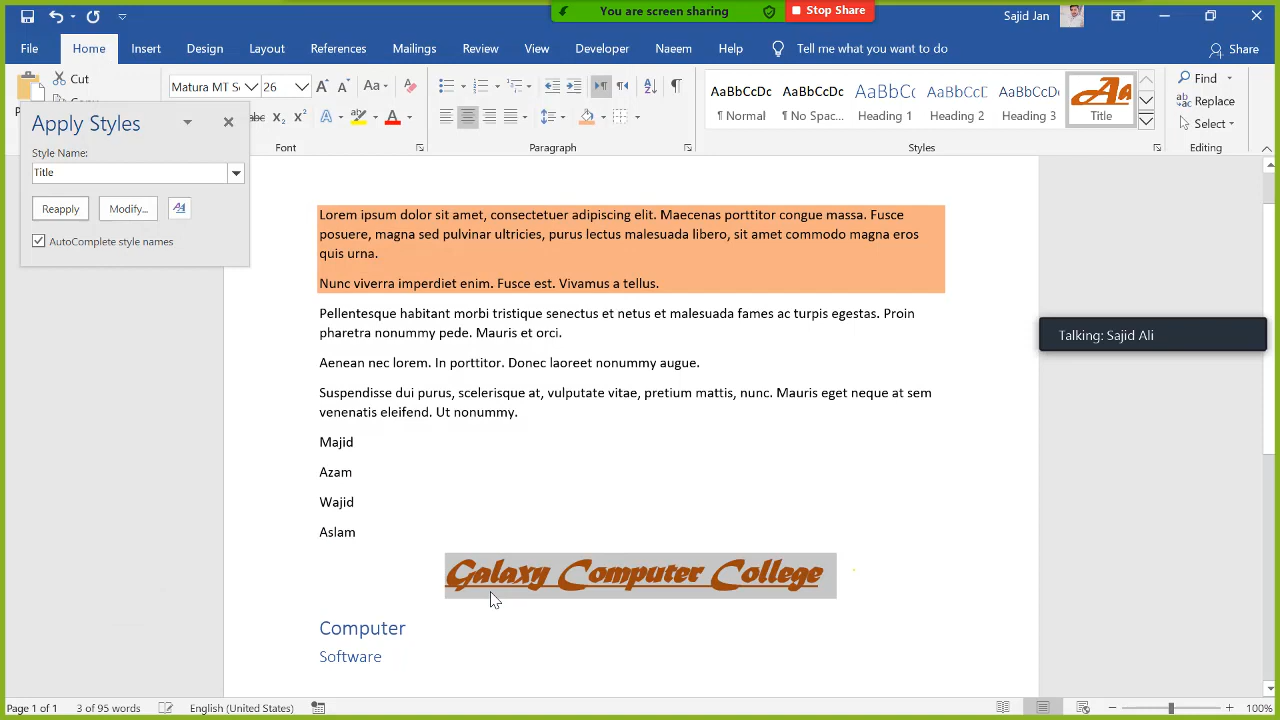 You are screen sharing
Stop Share
Sajid Jan
File Home Insert Design Layout References Mailings Review View Developer Naeem Help Tell me what you want to do Share
Cut
Matura MT S 26 Aa
AaBbCcDc AaBbCcDc AaBbC AaBbCcD AaBbCcDc Aa
¶ Normal ¶ No Spac... Heading 1 Heading 2 Heading 3 Title
Find
Replace
Select
Font Paragraph Styles Editing
Apply Styles
Style Name:
Title
Reapply Modify...
AutoComplete style names
Lorem ipsum dolor sit amet, consectetuer adipiscing elit. Maecenas porttitor congue massa. Fusce
posuere, magna sed pulvinar ultricies, purus lectus malesuada libero, sit amet commodo magna eros
quis urna.
Nunc viverra imperdiet enim. Fusce est. Vivamus a tellus.
Pellentesque habitant morbi tristique senectus et netus et malesuada fames ac turpis egestas. Proin
pharetra nonummy pede. Mauris et orci.
Talking: Sajid Ali
Aenean nec lorem. In porttitor. Donec laoreet nonummy augue.
Suspendisse dui purus, scelerisque at, vulputate vitae, pretium mattis, nunc. Mauris eget neque at sem
venenatis eleifend. Ut nonummy.
Majid
Azam
Wajid
Aslam
Galaxy Computer College
Computer
Software
Page 1 of 1 3 of 95 words English (United States) 100%